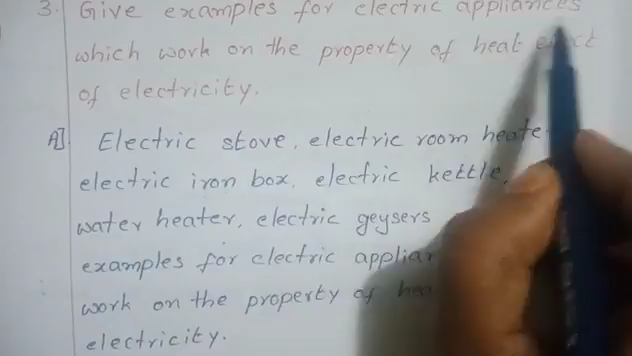 3. Give examples for electric appliances
which work on the property of heat
of electricity.
A] Electric stove, electric room
electric iron box, electric kettle,
water heater, electric geysers
examples for electric
work on the property of
electricity.